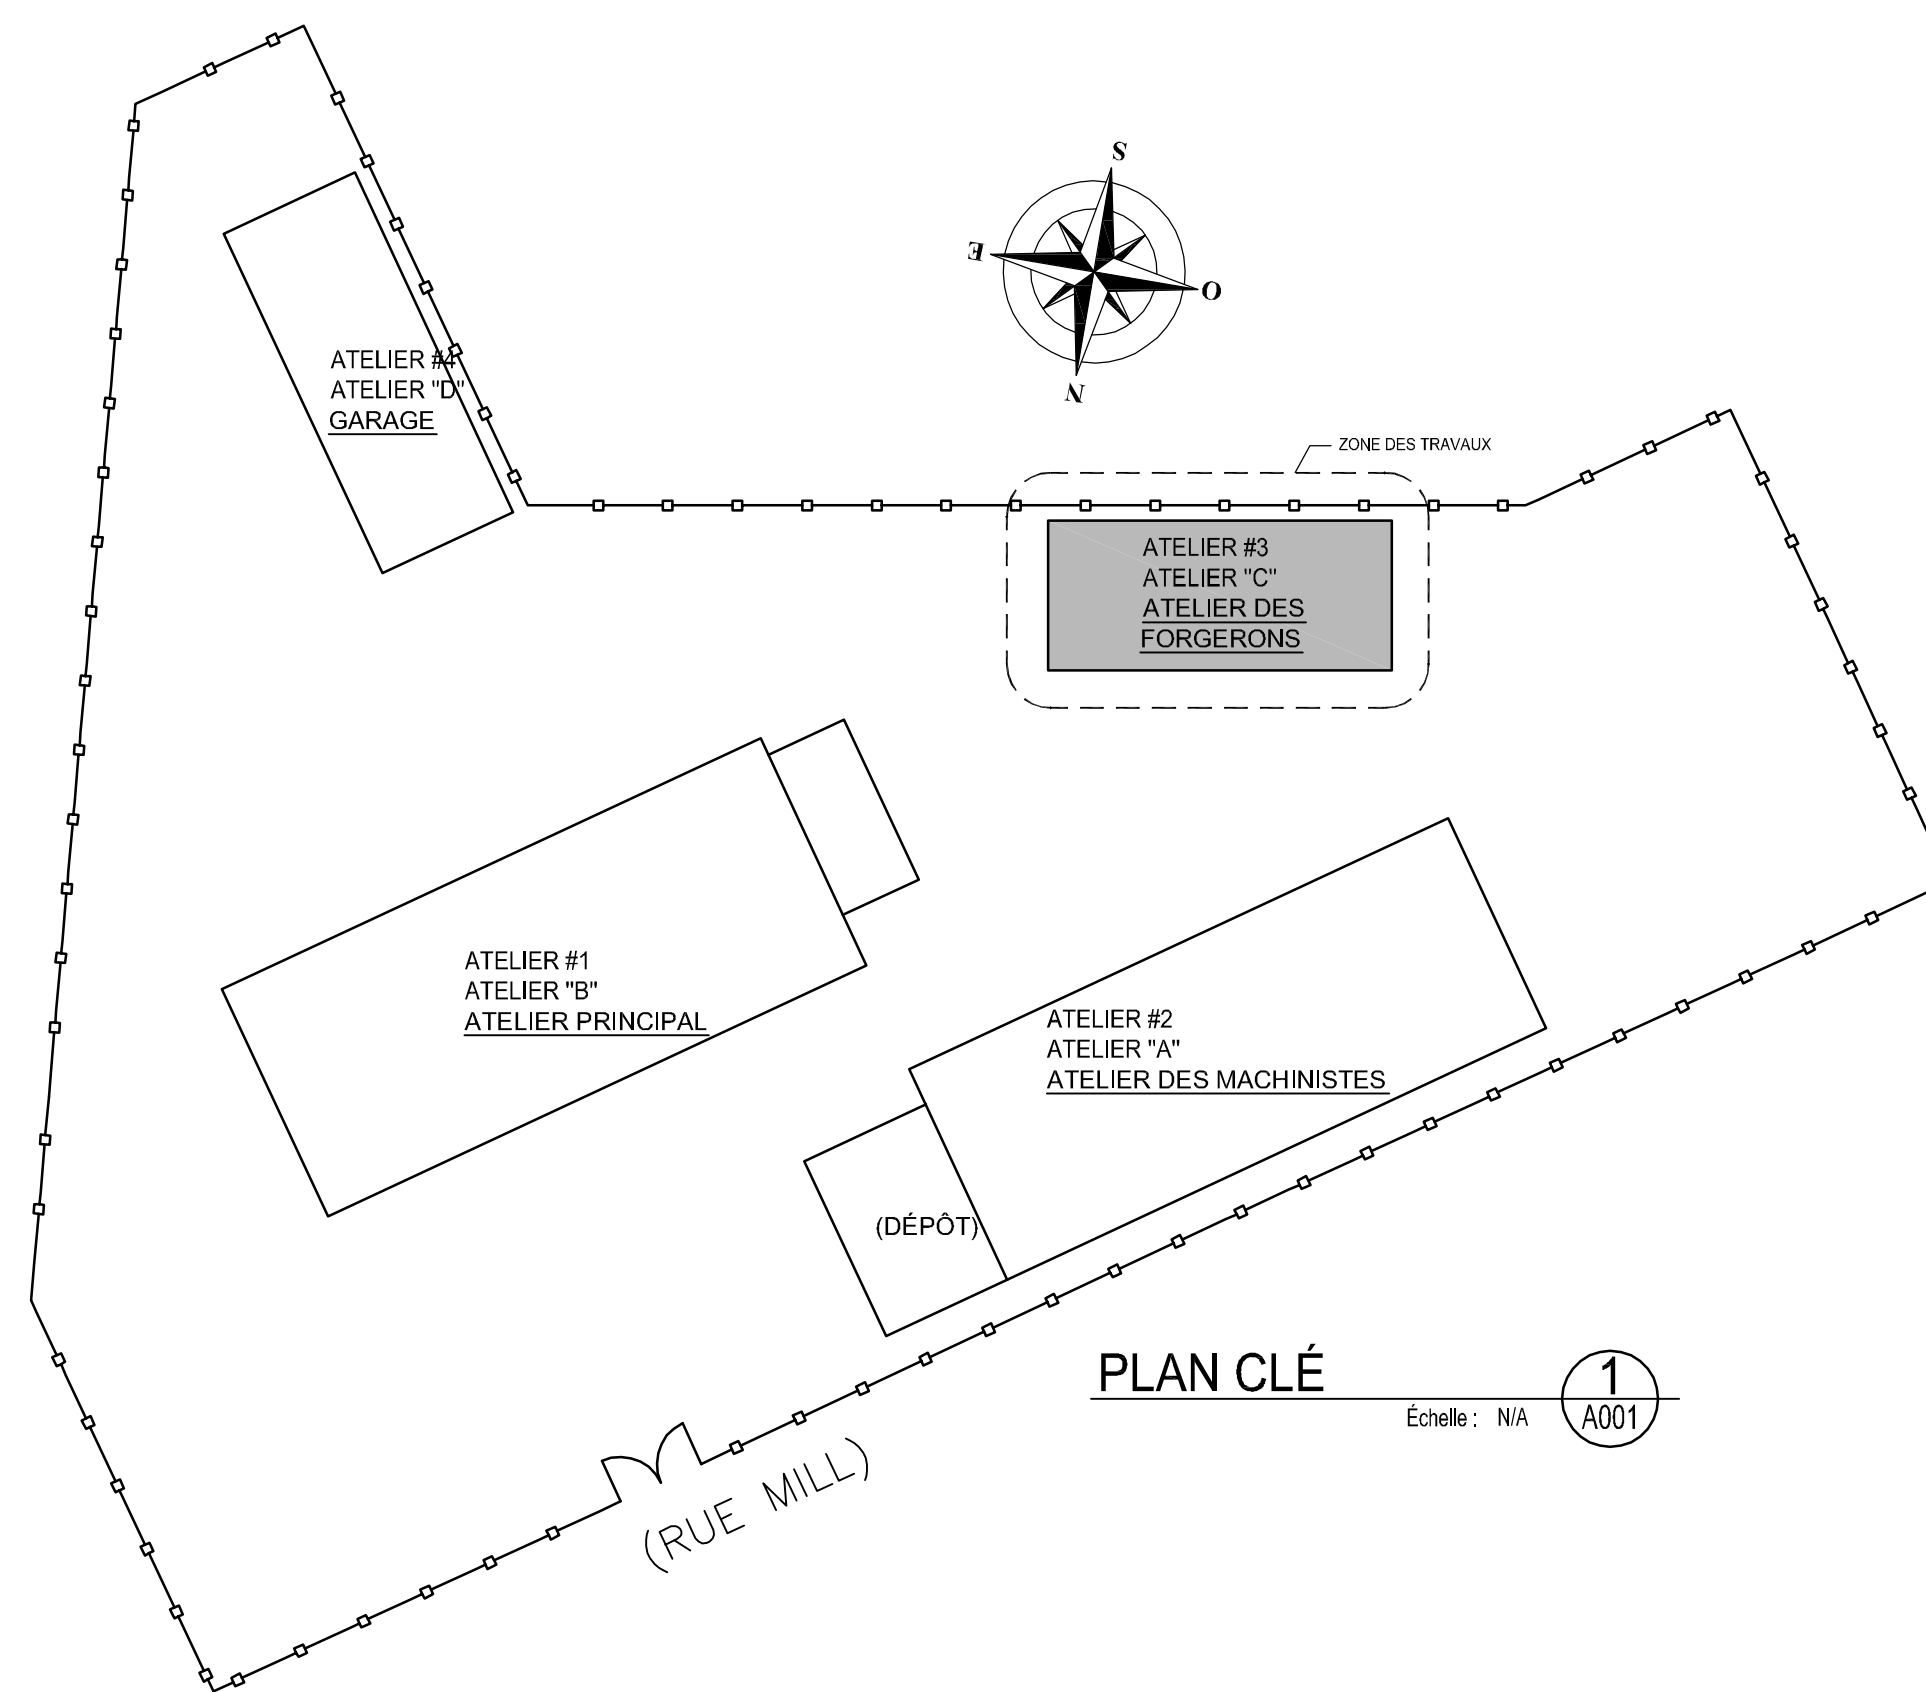 S
E
O
N
ATELIER #4
ATELIER "D"
GARAGE
ZONE DES TRAVAUX
ATELIER #3
ATELIER "C"
ATELIER DES
FORGERONS
ATELIER #1
ATELIER "B"
ATELIER PRINCIPAL
ATELIER #2
ATELIER "A"
ATELIER DES MACHINISTES
(DÉPÔT)
PLAN CLÉ
Échelle : N/A
1
A001
(RUE MILL)